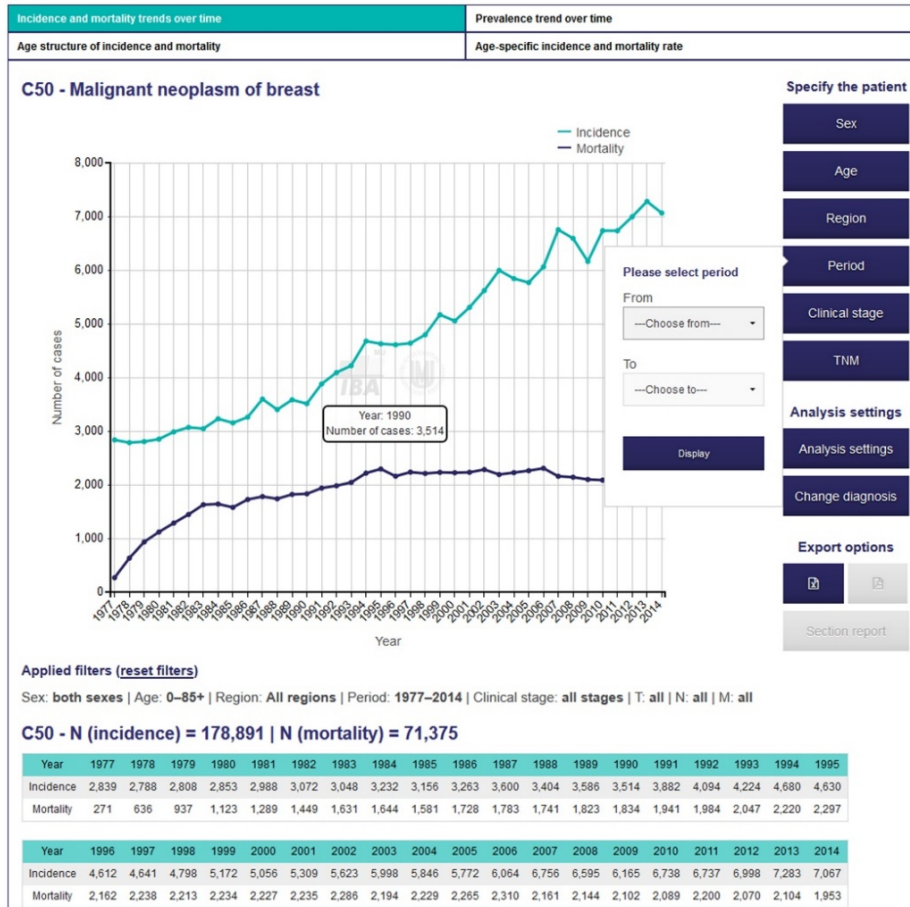 Incidence and mortality trends over time
Prevalence trend over time
Age structure of incidence and mortality
Age-specific incidence and mortality rate
C50 - Malignant neoplasm of breast
Specify the patient
Incidence
Mortality
Sex
Age
Region
Period
Clinical stage
TNM
Analysis settings
Analysis settings
Change diagnosis
Export options
Section report
Please select period
From
---Choose from---
To
---Choose to---
Display
8,000
7,000
6,000
5,000
4,000
3,000
2,000
1,000
0
Number of cases
IBA
Year: 1990
Number of cases: 3,514
1977 1978 1979 1980 1981 1982 1983 1984 1985 1986 1987 1988 1989 1990 1991 1992 1993 1994 1995 1996 1997 1998 1999 2000 2001 2002 2003 2004 2005 2006 2007 2008 2009 2010 2011 2012 2013 2014
Year
Applied filters (reset filters)
Sex: both sexes | Age: 0–85+ | Region: All regions | Period: 1977–2014 | Clinical stage: all stages | T: all | N: all | M: all
C50 - N (incidence) = 178,891 | N (mortality) = 71,375
Year 1977 1978 1979 1980 1981 1982 1983 1984 1985 1986 1987 1988 1989 1990 1991 1992 1993 1994 1995
Incidence 2,839 2,788 2,808 2,853 2,988 3,072 3,048 3,232 3,156 3,263 3,600 3,404 3,586 3,514 3,882 4,094 4,224 4,680 4,630
Mortality 271 636 937 1,123 1,289 1,449 1,631 1,644 1,581 1,728 1,783 1,741 1,823 1,834 1,941 1,984 2,047 2,220 2,297
Year 1996 1997 1998 1999 2000 2001 2002 2003 2004 2005 2006 2007 2008 2009 2010 2011 2012 2013 2014
Incidence 4,612 4,641 4,798 5,172 5,056 5,309 5,623 5,998 5,846 5,772 6,064 6,756 6,595 6,165 6,738 6,737 6,998 7,283 7,067
Mortality 2,162 2,238 2,213 2,234 2,227 2,235 2,286 2,194 2,229 2,265 2,310 2,161 2,144 2,102 2,089 2,200 2,070 2,104 1,953